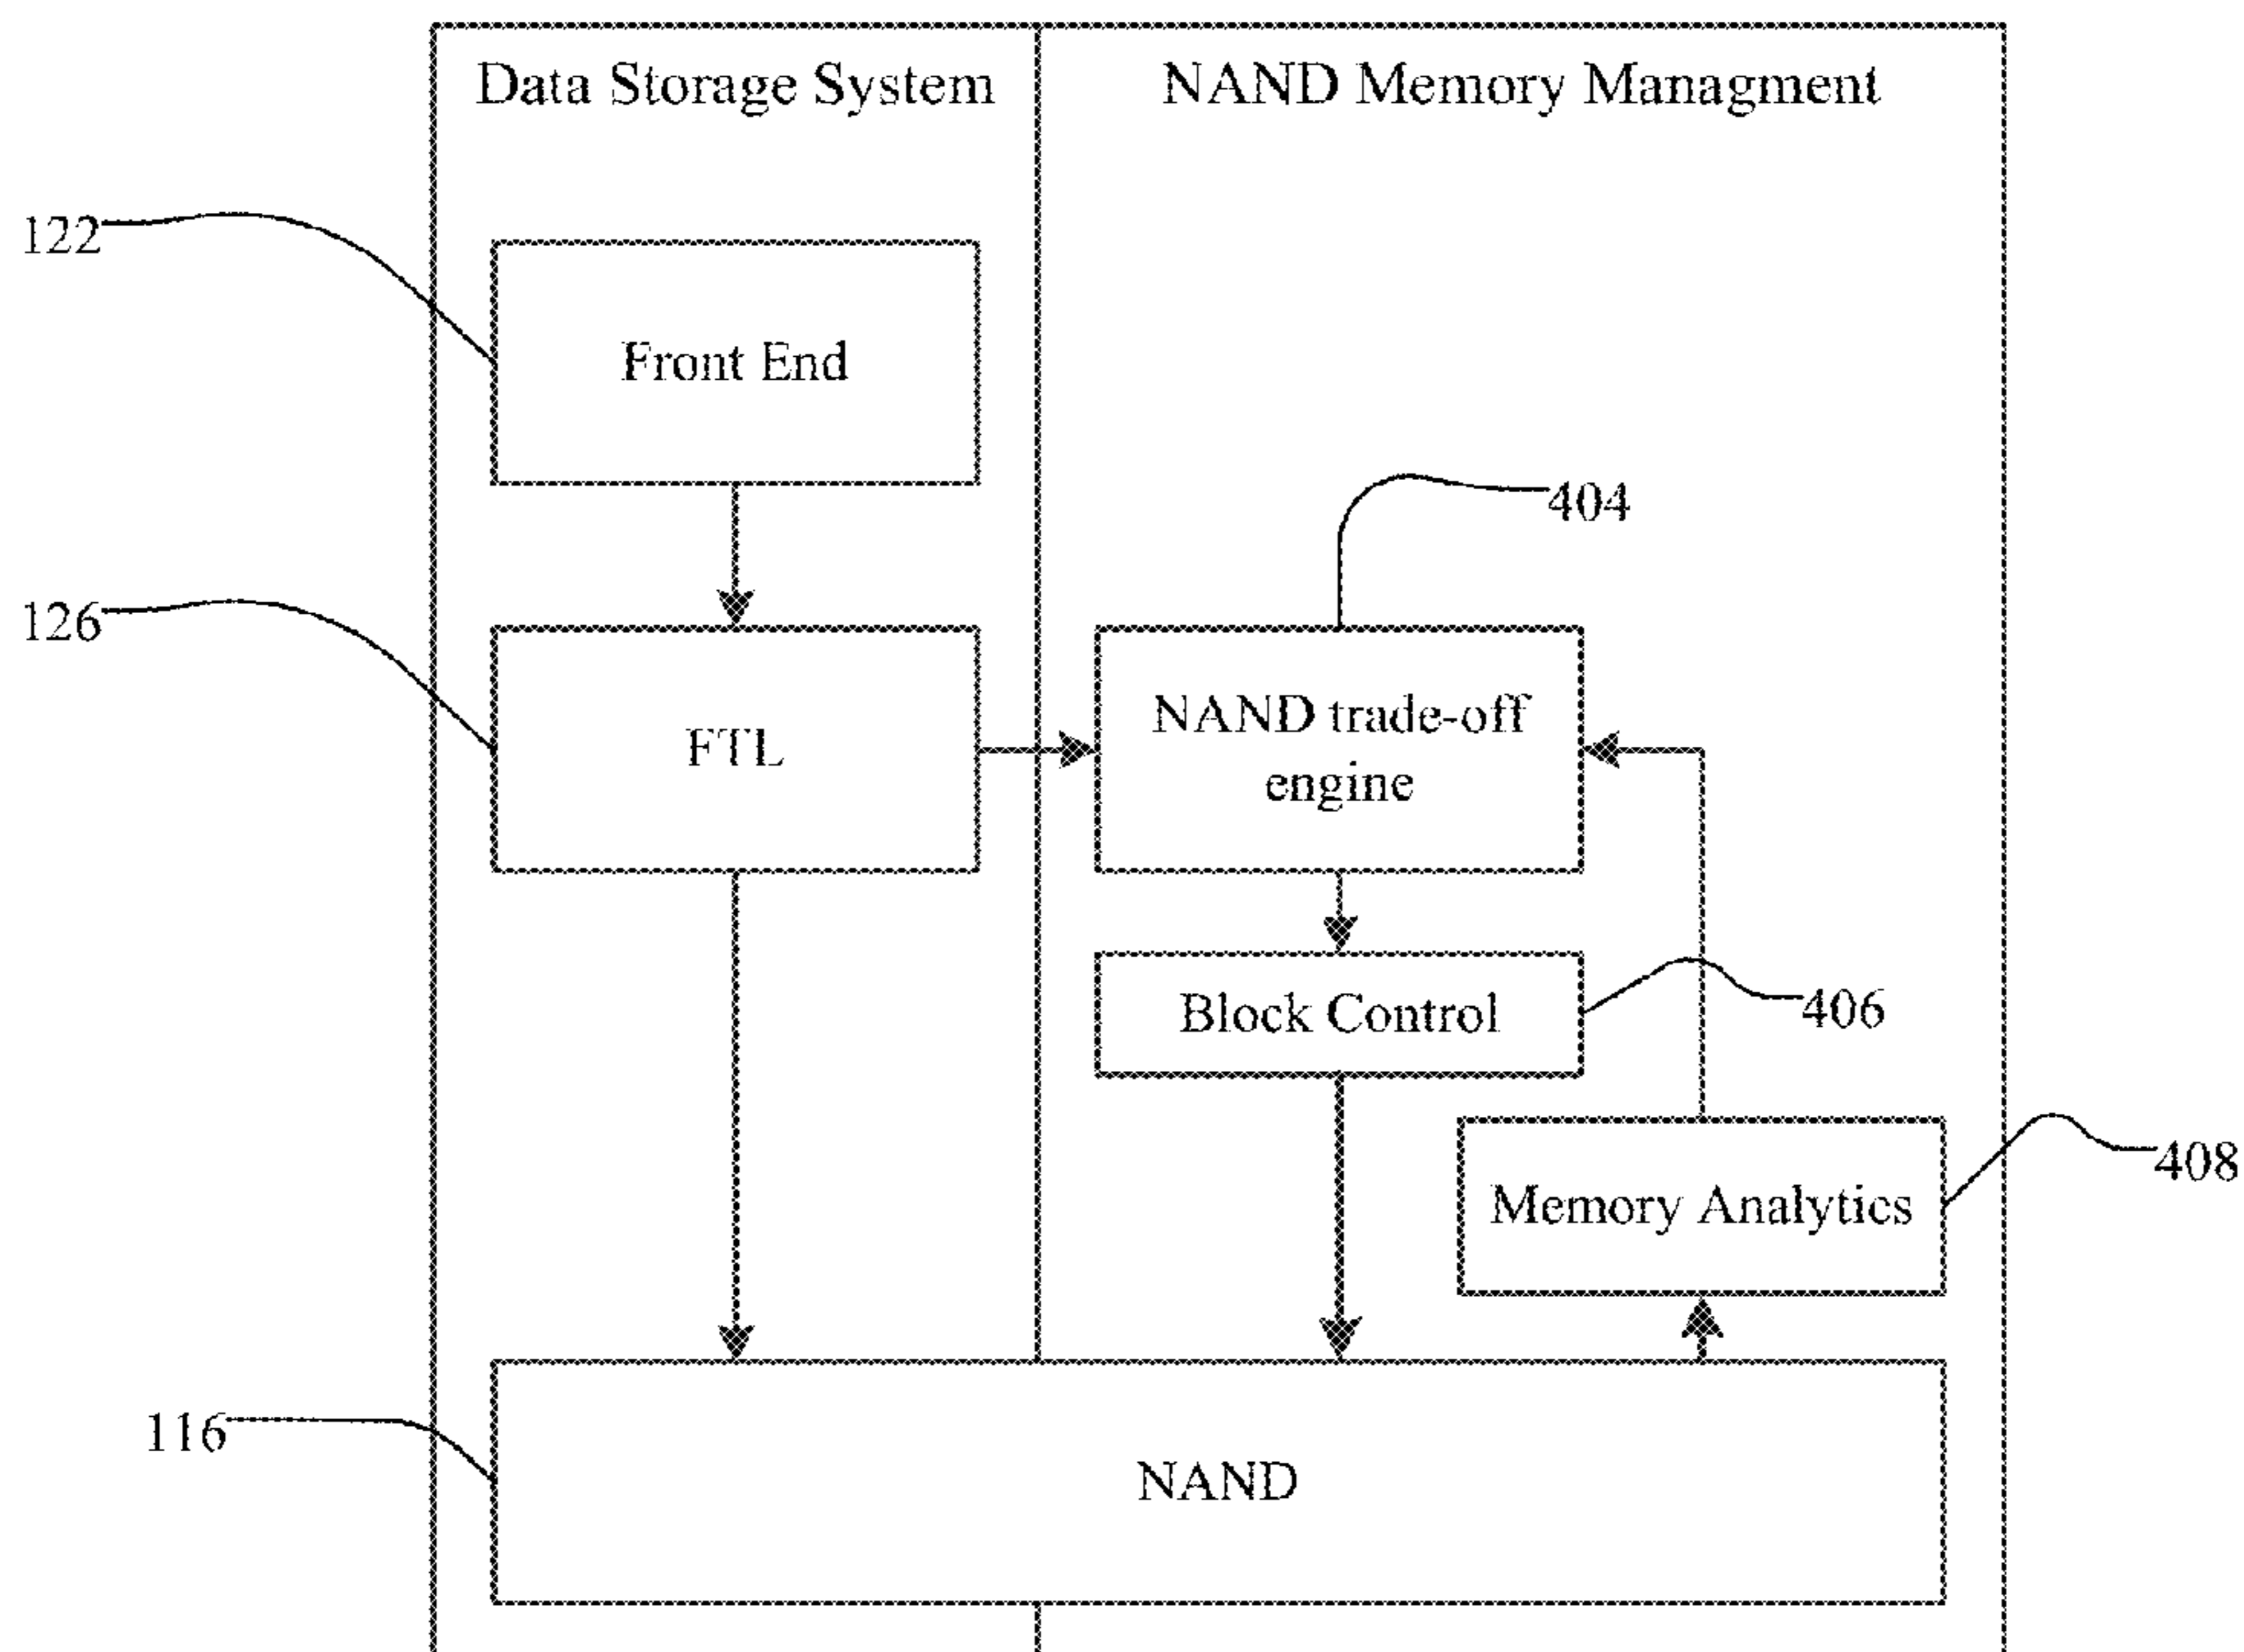 Data Storage System
NAND Memory Managment
122
Front End
404
126
FTL
NAND trade-off
engine
Block Control
406
Memory Analytics
408
116
NAND